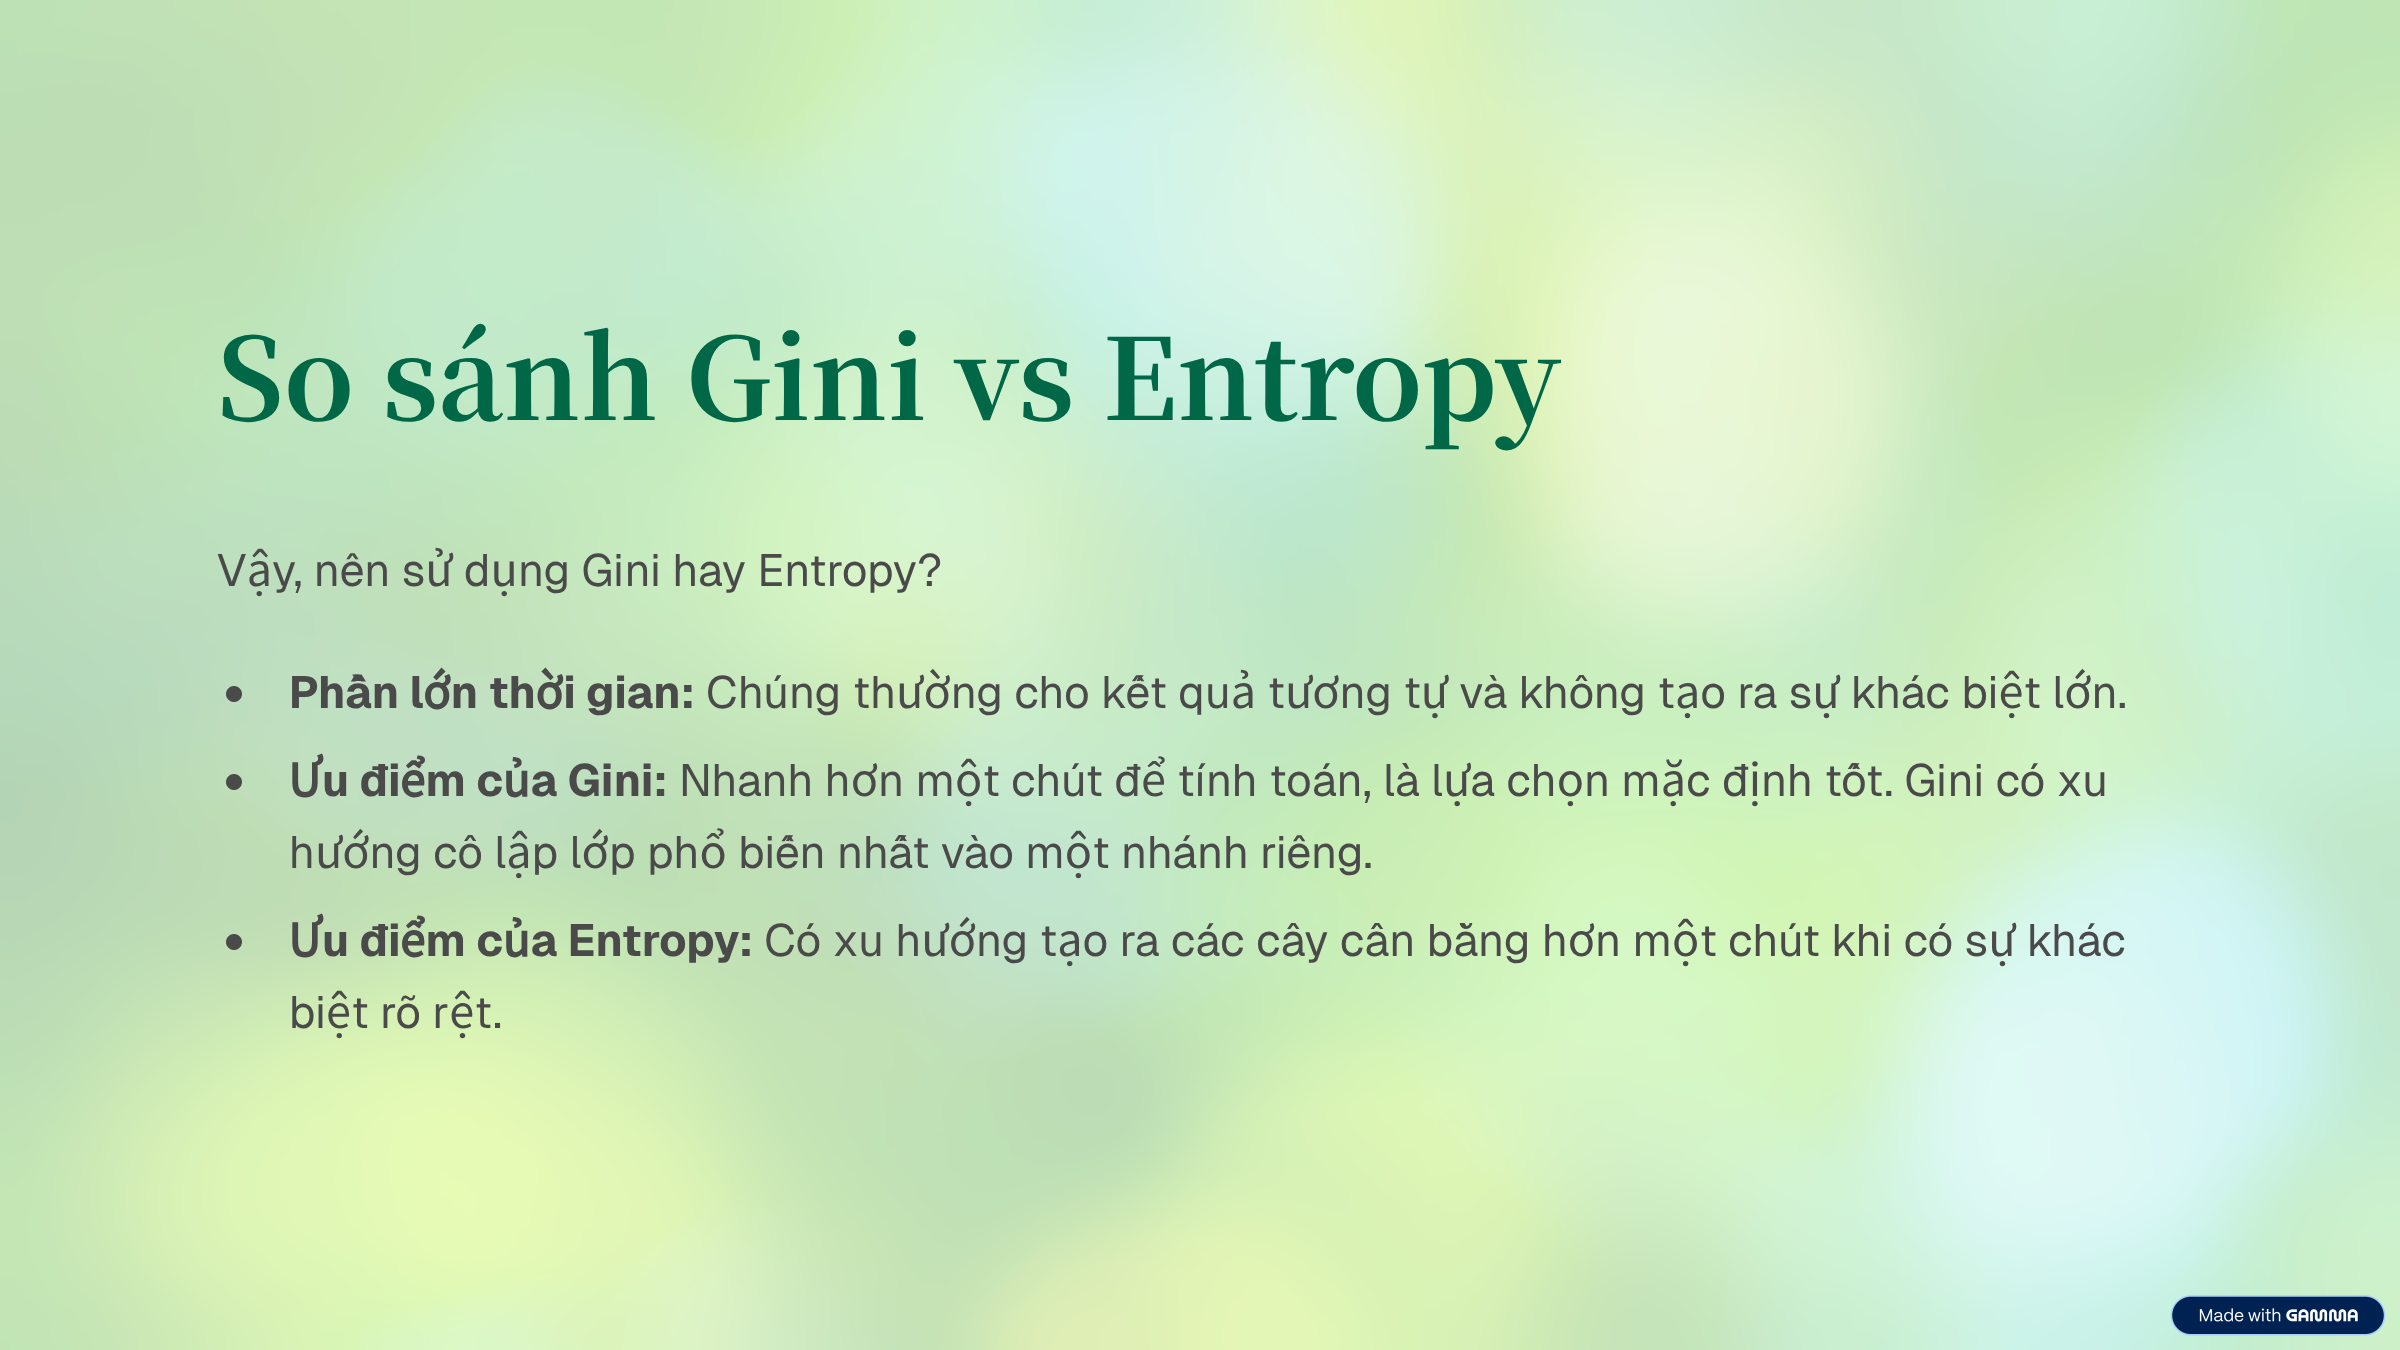 So sánh Gini vs Entropy
Vậy, nên sử dụng Gini hay Entropy?
• Phần lớn thời gian: Chúng thường cho kết quả tương tự và không tạo ra sự khác biệt lớn.
• Ưu điểm của Gini: Nhanh hơn một chút để tính toán, là lựa chọn mặc định tốt. Gini có xu
hướng cô lập lớp phổ biến nhất vào một nhánh riêng.
• Ưu điểm của Entropy: Có xu hướng tạo ra các cây cân bằng hơn một chút khi có sự khác
biệt rõ rệt.
Made with GAMMA